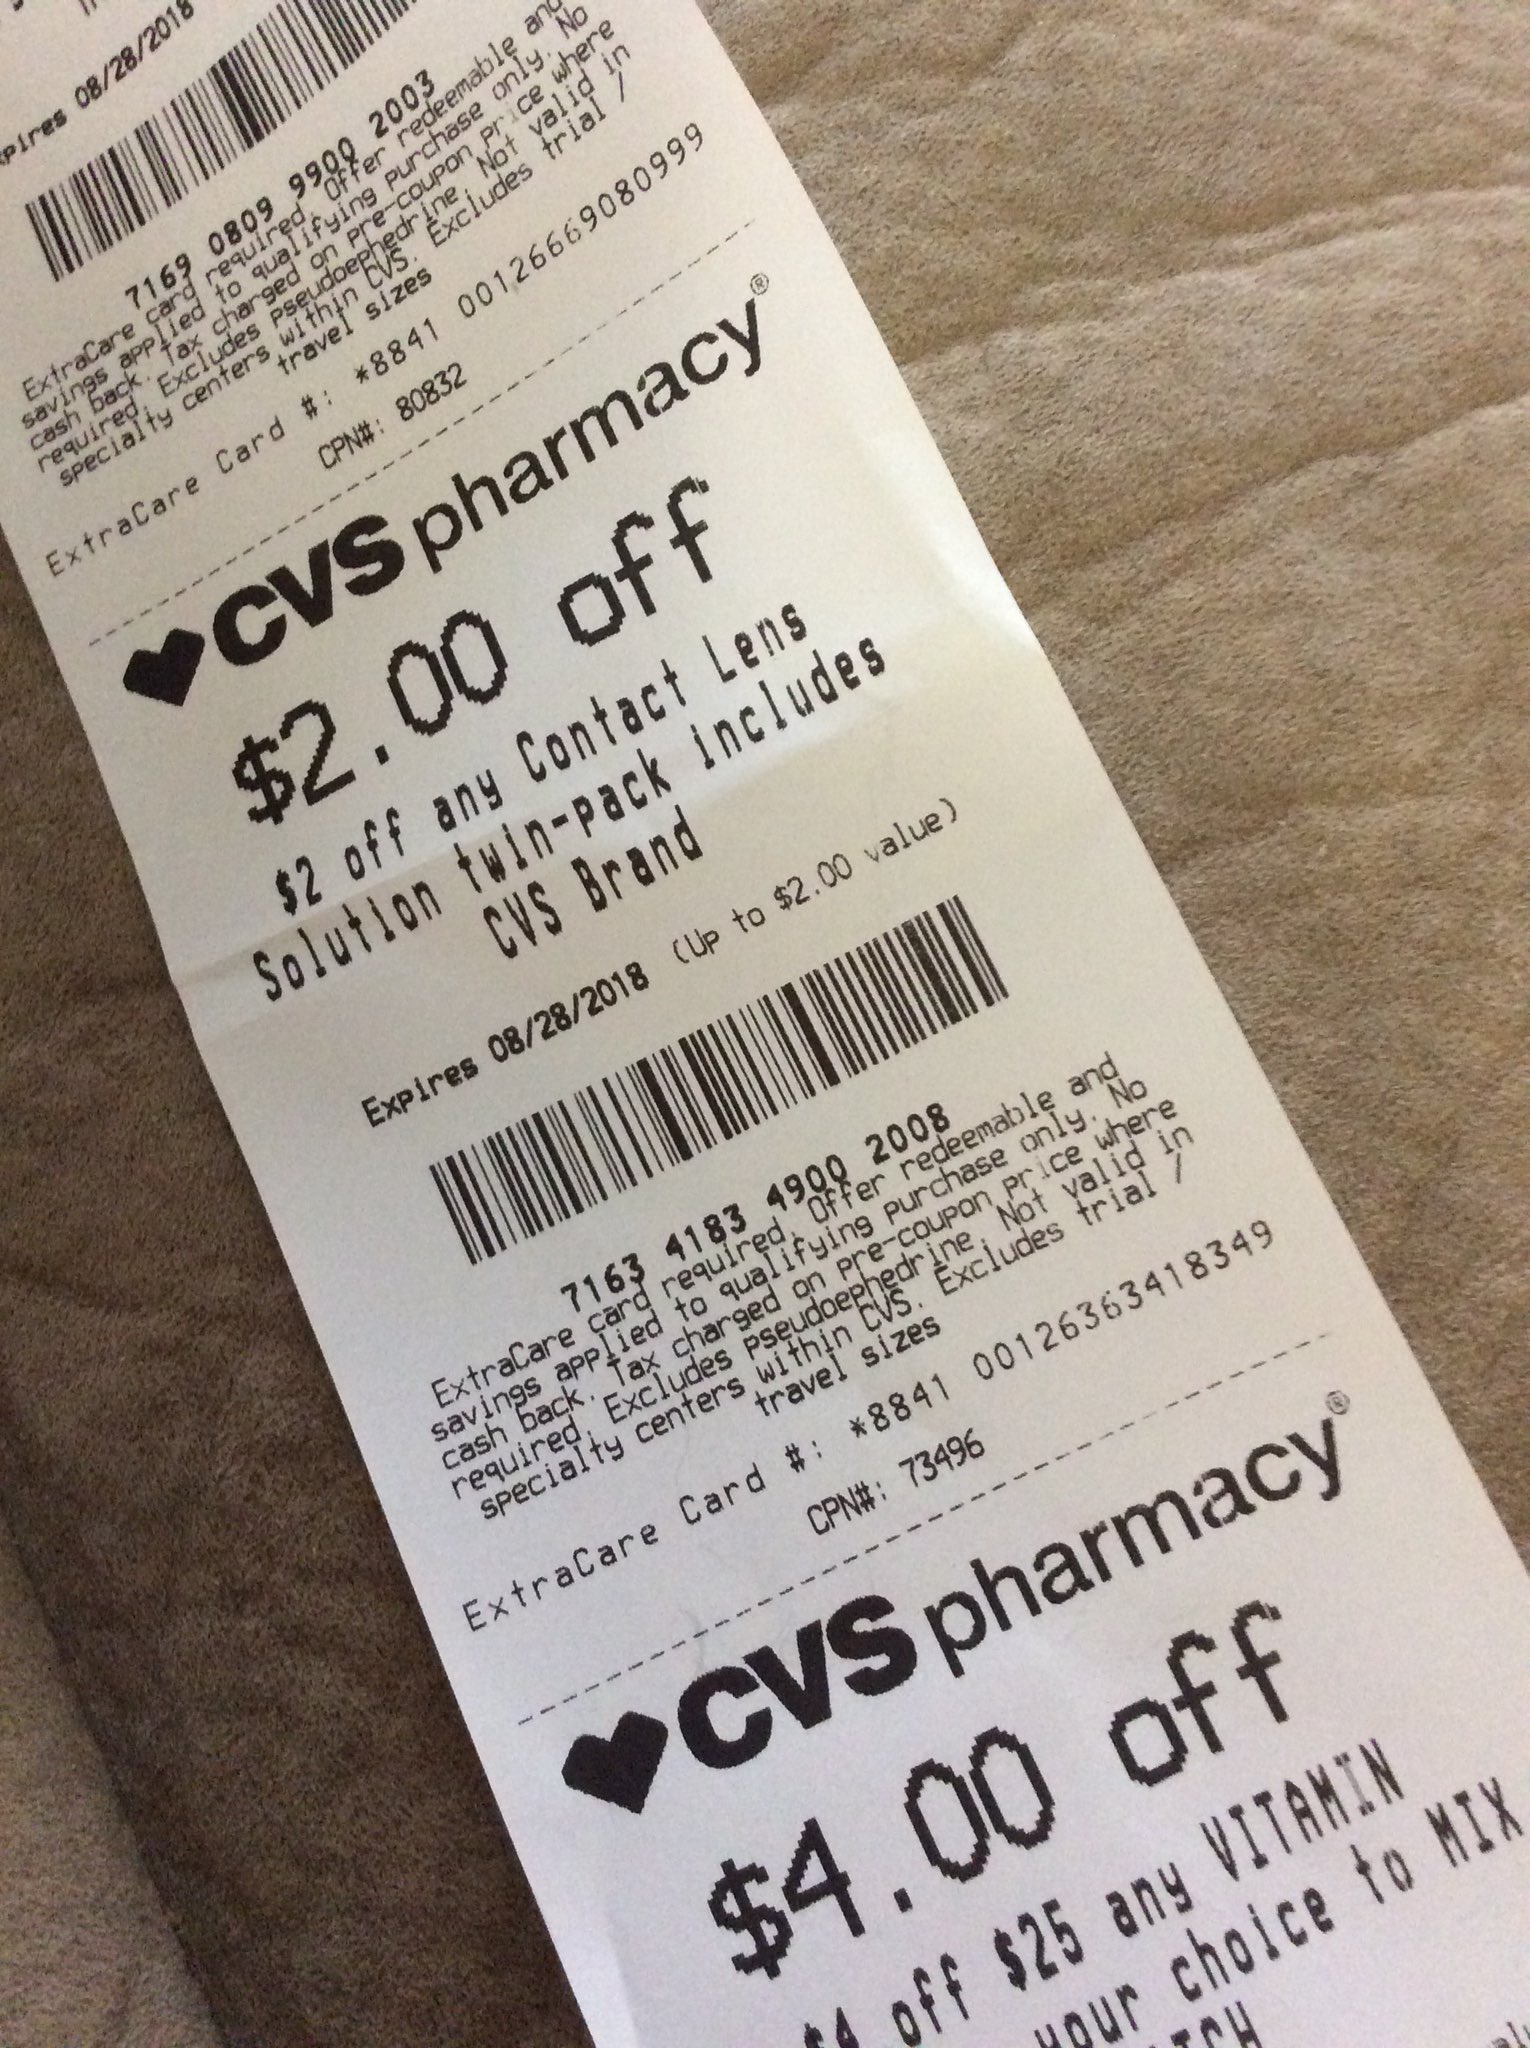 Expires 08/28/2018
7169 0809 9900 2003
ExtraCare card required. Offer redeemable and
savings applied to qualifying purchase only. No
cash back. Tax charged on pre-coupon price where
required. Excludes pseudoephedrine. Not valid in
specialty centers within CVS. Excludes trial /
travel sizes
ExtraCare Card #: *8841 00126669080999
CPN#: 80832
CVS pharmacy®
$2.00 off
$2 off any Contact Lens
Solution twin-pack includes
CVS Brand
Expires 08/28/2018 (Up to $2.00 value)
7163 4183 4900 2008
ExtraCare card required. Offer redeemable and
savings applied to qualifying purchase only. No
cash back. Tax charged on pre-coupon price where
required. Excludes pseudoephedrine. Not valid in
specialty centers within CVS. Excludes trial /
travel sizes
ExtraCare Card #: *8841 00126363418349
CPN#: 73496
CVS pharmacy®
$4.00 off
$4 off $25 any VITAMIN
your choice to MIX